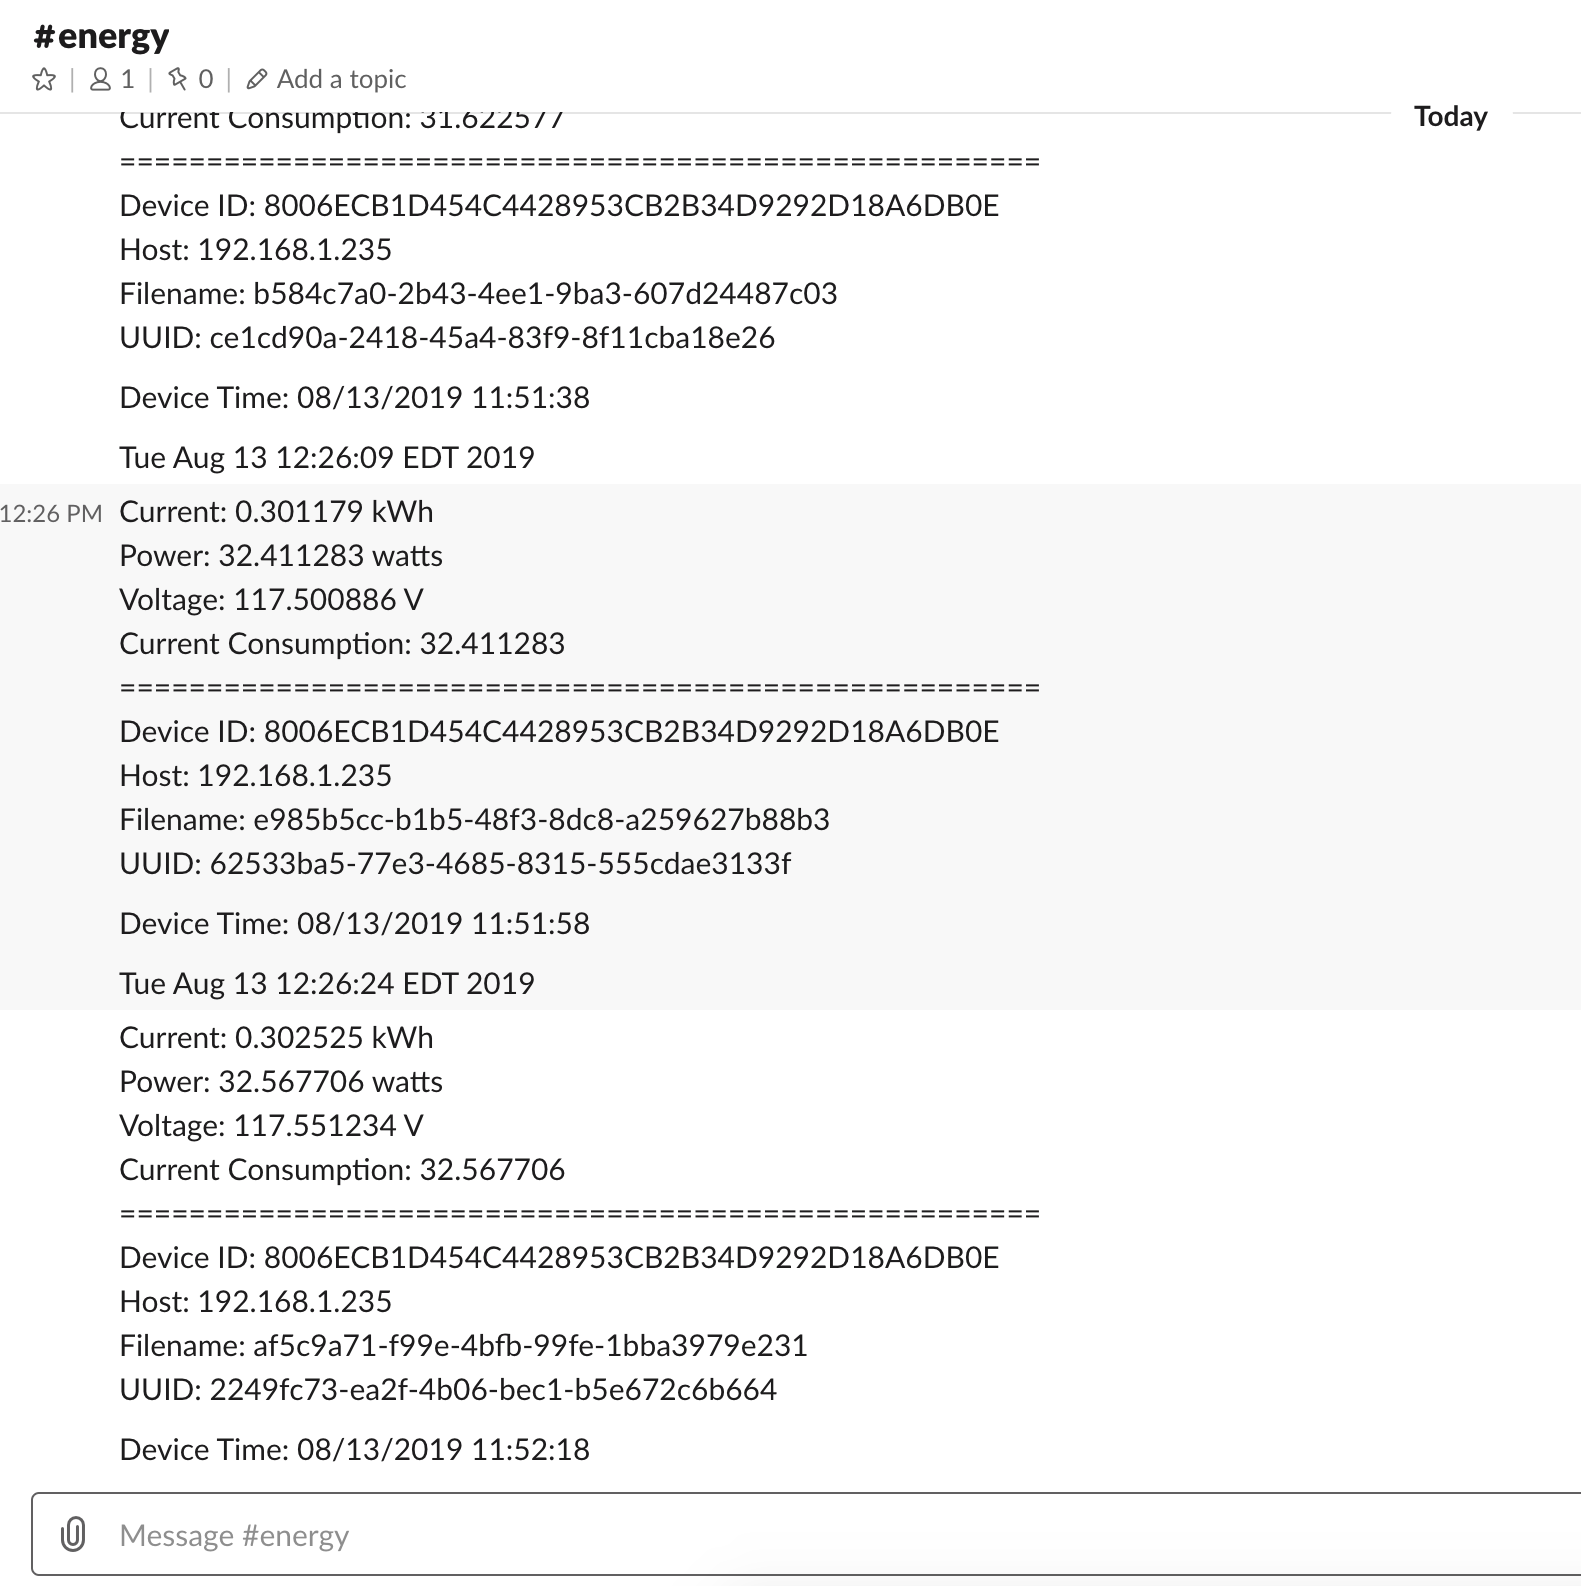 #energy
1 | 0 | Add a topic
Today
Current Consumption: 31.622577
=====================================================
Device ID: 8006ECB1D454C4428953CB2B34D9292D18A6DB0E
Host: 192.168.1.235
Filename: b584c7a0-2b43-4ee1-9ba3-607d24487c03
UUID: ce1cd90a-2418-45a4-83f9-8f11cba18e26
Device Time: 08/13/2019 11:51:38
Tue Aug 13 12:26:09 EDT 2019
12:26 PM Current: 0.301179 kWh
Power: 32.411283 watts
Voltage: 117.500886 V
Current Consumption: 32.411283
=====================================================
Device ID: 8006ECB1D454C4428953CB2B34D9292D18A6DB0E
Host: 192.168.1.235
Filename: e985b5cc-b1b5-48f3-8dc8-a259627b88b3
UUID: 62533ba5-77e3-4685-8315-555cdae3133f
Device Time: 08/13/2019 11:51:58
Tue Aug 13 12:26:24 EDT 2019
Current: 0.302525 kWh
Power: 32.567706 watts
Voltage: 117.551234 V
Current Consumption: 32.567706
=====================================================
Device ID: 8006ECB1D454C4428953CB2B34D9292D18A6DB0E
Host: 192.168.1.235
Filename: af5c9a71-f99e-4bfb-99fe-1bba3979e231
UUID: 2249fc73-ea2f-4b06-bec1-b5e672c6b664
Device Time: 08/13/2019 11:52:18
Message #energy